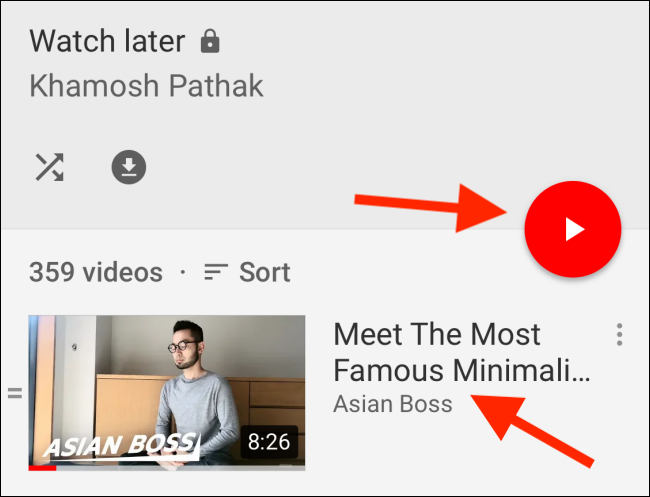 Watch later
Khamosh Pathak
359 videos · Sort
Meet The Most
Famous Minimali...
Asian Boss
ASIAN BOSS
8:26